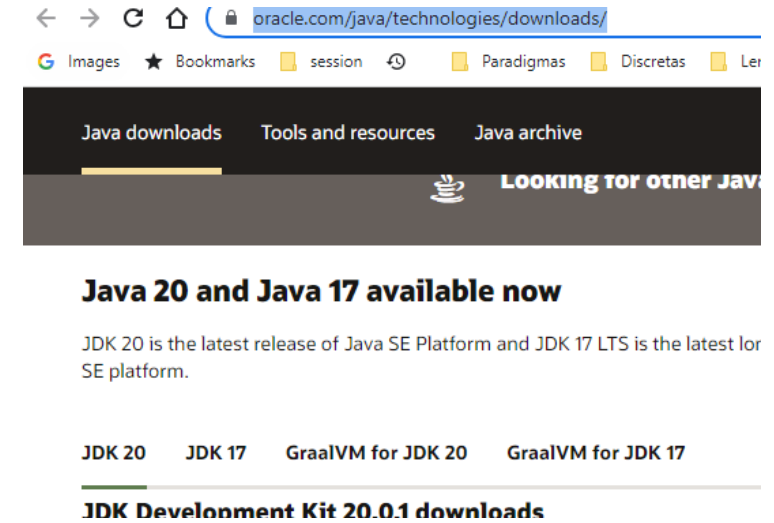 oracle.com/java/technologies/downloads/
G Images Bookmarks session Paradigmas Discretas
Java downloads Tools and resources Java archive
Looking for other
Java 20 and Java 17 available now
JDK 20 is the latest release of Java SE Platform and JDK 17 LTS is the latest
SE platform.
JDK 20 JDK 17 GraalVM for JDK 20 GraalVM for JDK 17
JDK Development Kit 20.0.1 downloads